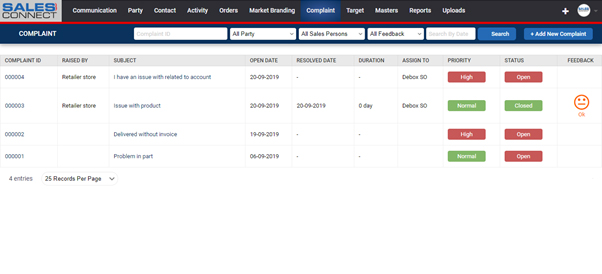 SALES
CONNECT
Communication Party Contact Activity Orders Market Branding Complaint Target Masters Reports Uploads
COMPLAINT Complaint ID All Party All Sales Persons All Feedback Search By Date Search + Add New Complaint
COMPLAINT ID RAISED BY SUBJECT OPEN DATE RESOLVED DATE DURATION ASSIGN TO PRIORITY STATUS FEEDBACK
000004 Retailer store I have an issue with related to account 20-09-2019 - - Debox SO High Open
000003 Retailer store Issue with product 20-09-2019 20-09-2019 0 day Debox SO Normal Closed
Ok
000002 Delivered without invoice 19-09-2019 - - High Open
000001 Problem in part 06-09-2019 - - Normal Open
4 entries 25 Records Per Page